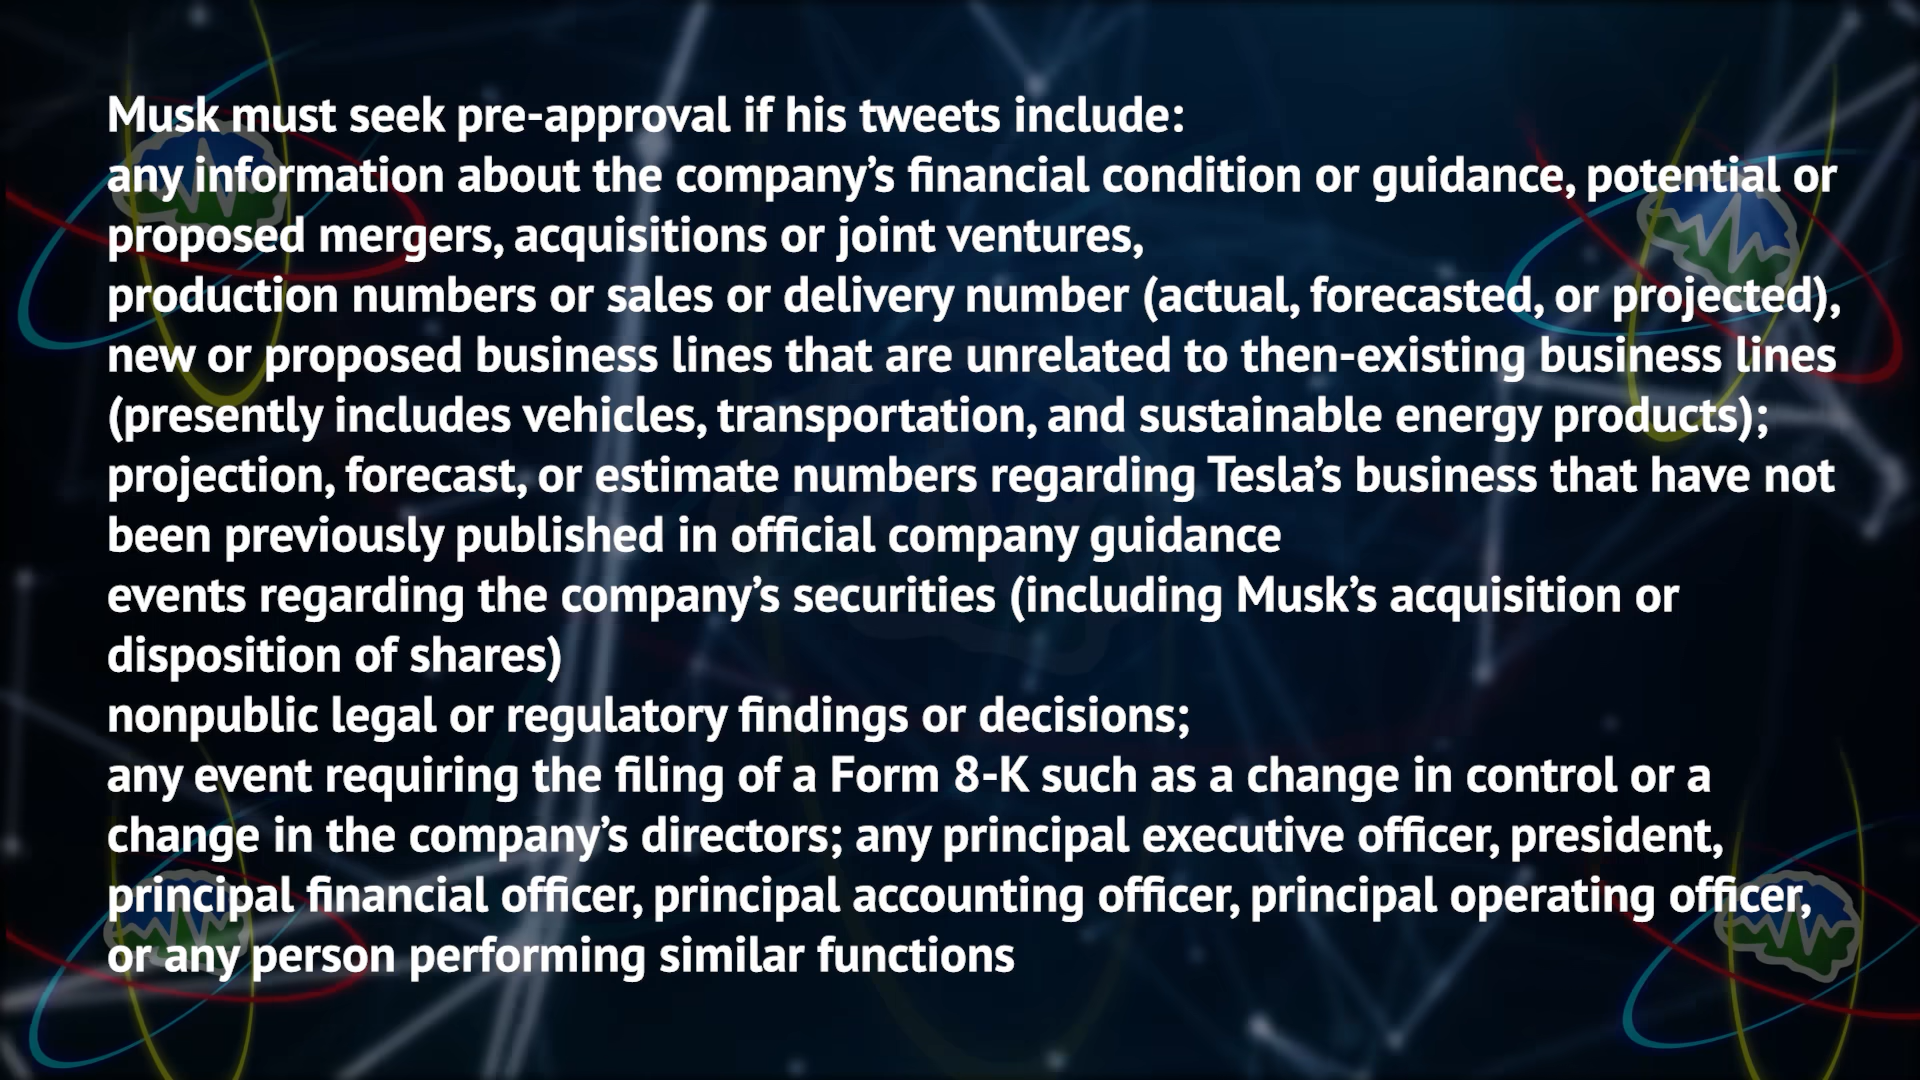 Musk must seek pre-approval if his tweets include:
any information about the company’s financial condition or guidance, potential or
proposed mergers, acquisitions or joint ventures,
production numbers or sales or delivery number (actual, forecasted, or projected),
new or proposed business lines that are unrelated to then-existing business lines
(presently includes vehicles, transportation, and sustainable energy products);
projection, forecast, or estimate numbers regarding Tesla’s business that have not
been previously published in official company guidance
events regarding the company’s securities (including Musk’s acquisition or
disposition of shares)
nonpublic legal or regulatory findings or decisions;
any event requiring the filing of a Form 8-K such as a change in control or a
change in the company’s directors; any principal executive officer, president,
principal financial officer, principal accounting officer, principal operating officer,
or any person performing similar functions